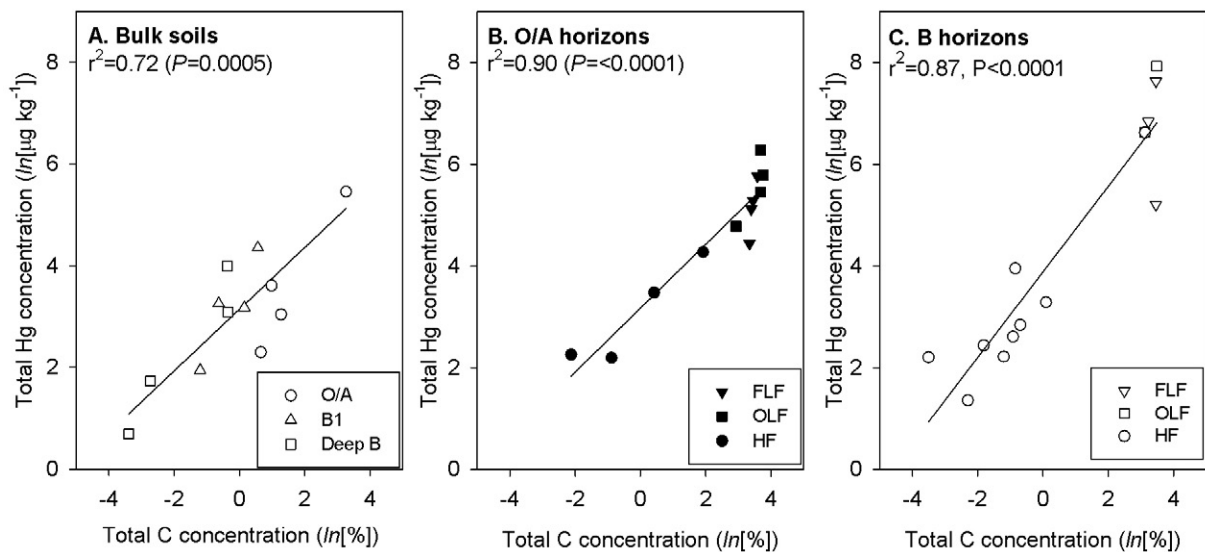 A. Bulk soils
r²=0.72 (P=0.0005)
Total Hg concentration (ln[µg kg⁻¹])
8
6
4
2
0
O/A
B1
Deep B
-4 -2 0 2 4
Total C concentration (ln[%])
B. O/A horizons
r²=0.90 (P=<0.0001)
Total Hg concentration (ln[µg kg⁻¹])
8
6
4
2
0
FLF
OLF
HF
-4 -2 0 2 4
Total C concentration (ln[%])
C. B horizons
r²=0.87, P<0.0001
Total Hg concentration (ln[µg kg⁻¹])
8
6
4
2
0
FLF
OLF
HF
-4 -2 0 2 4
Total C concentration (ln[%])